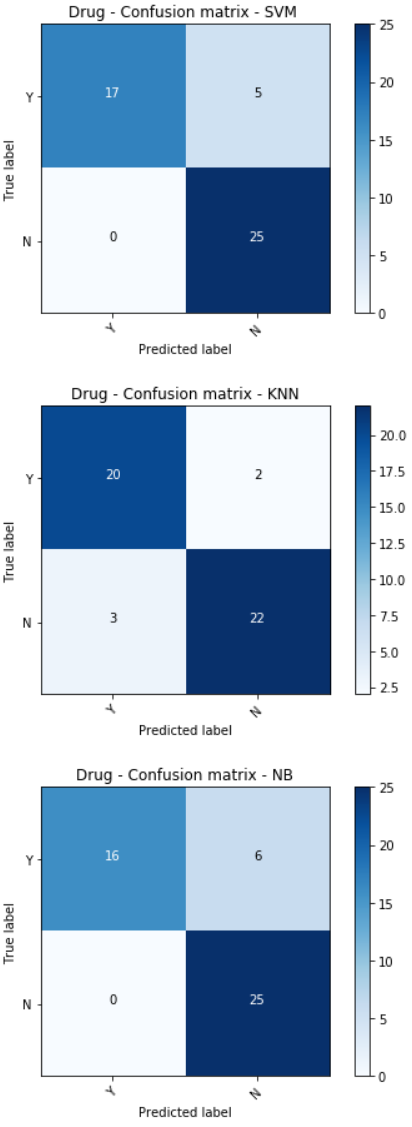 Drug - Confusion matrix - SVM
25
20
15
10
5
0
True label
Y
17
5
N
0
25
Y
N
Predicted label
Drug - Confusion matrix - KNN
20.0
17.5
15.0
12.5
10.0
7.5
5.0
2.5
True label
Y
20
2
N
3
22
Y
N
Predicted label
Drug - Confusion matrix - NB
25
20
15
10
5
0
True label
Y
16
6
N
0
25
Y
N
Predicted label